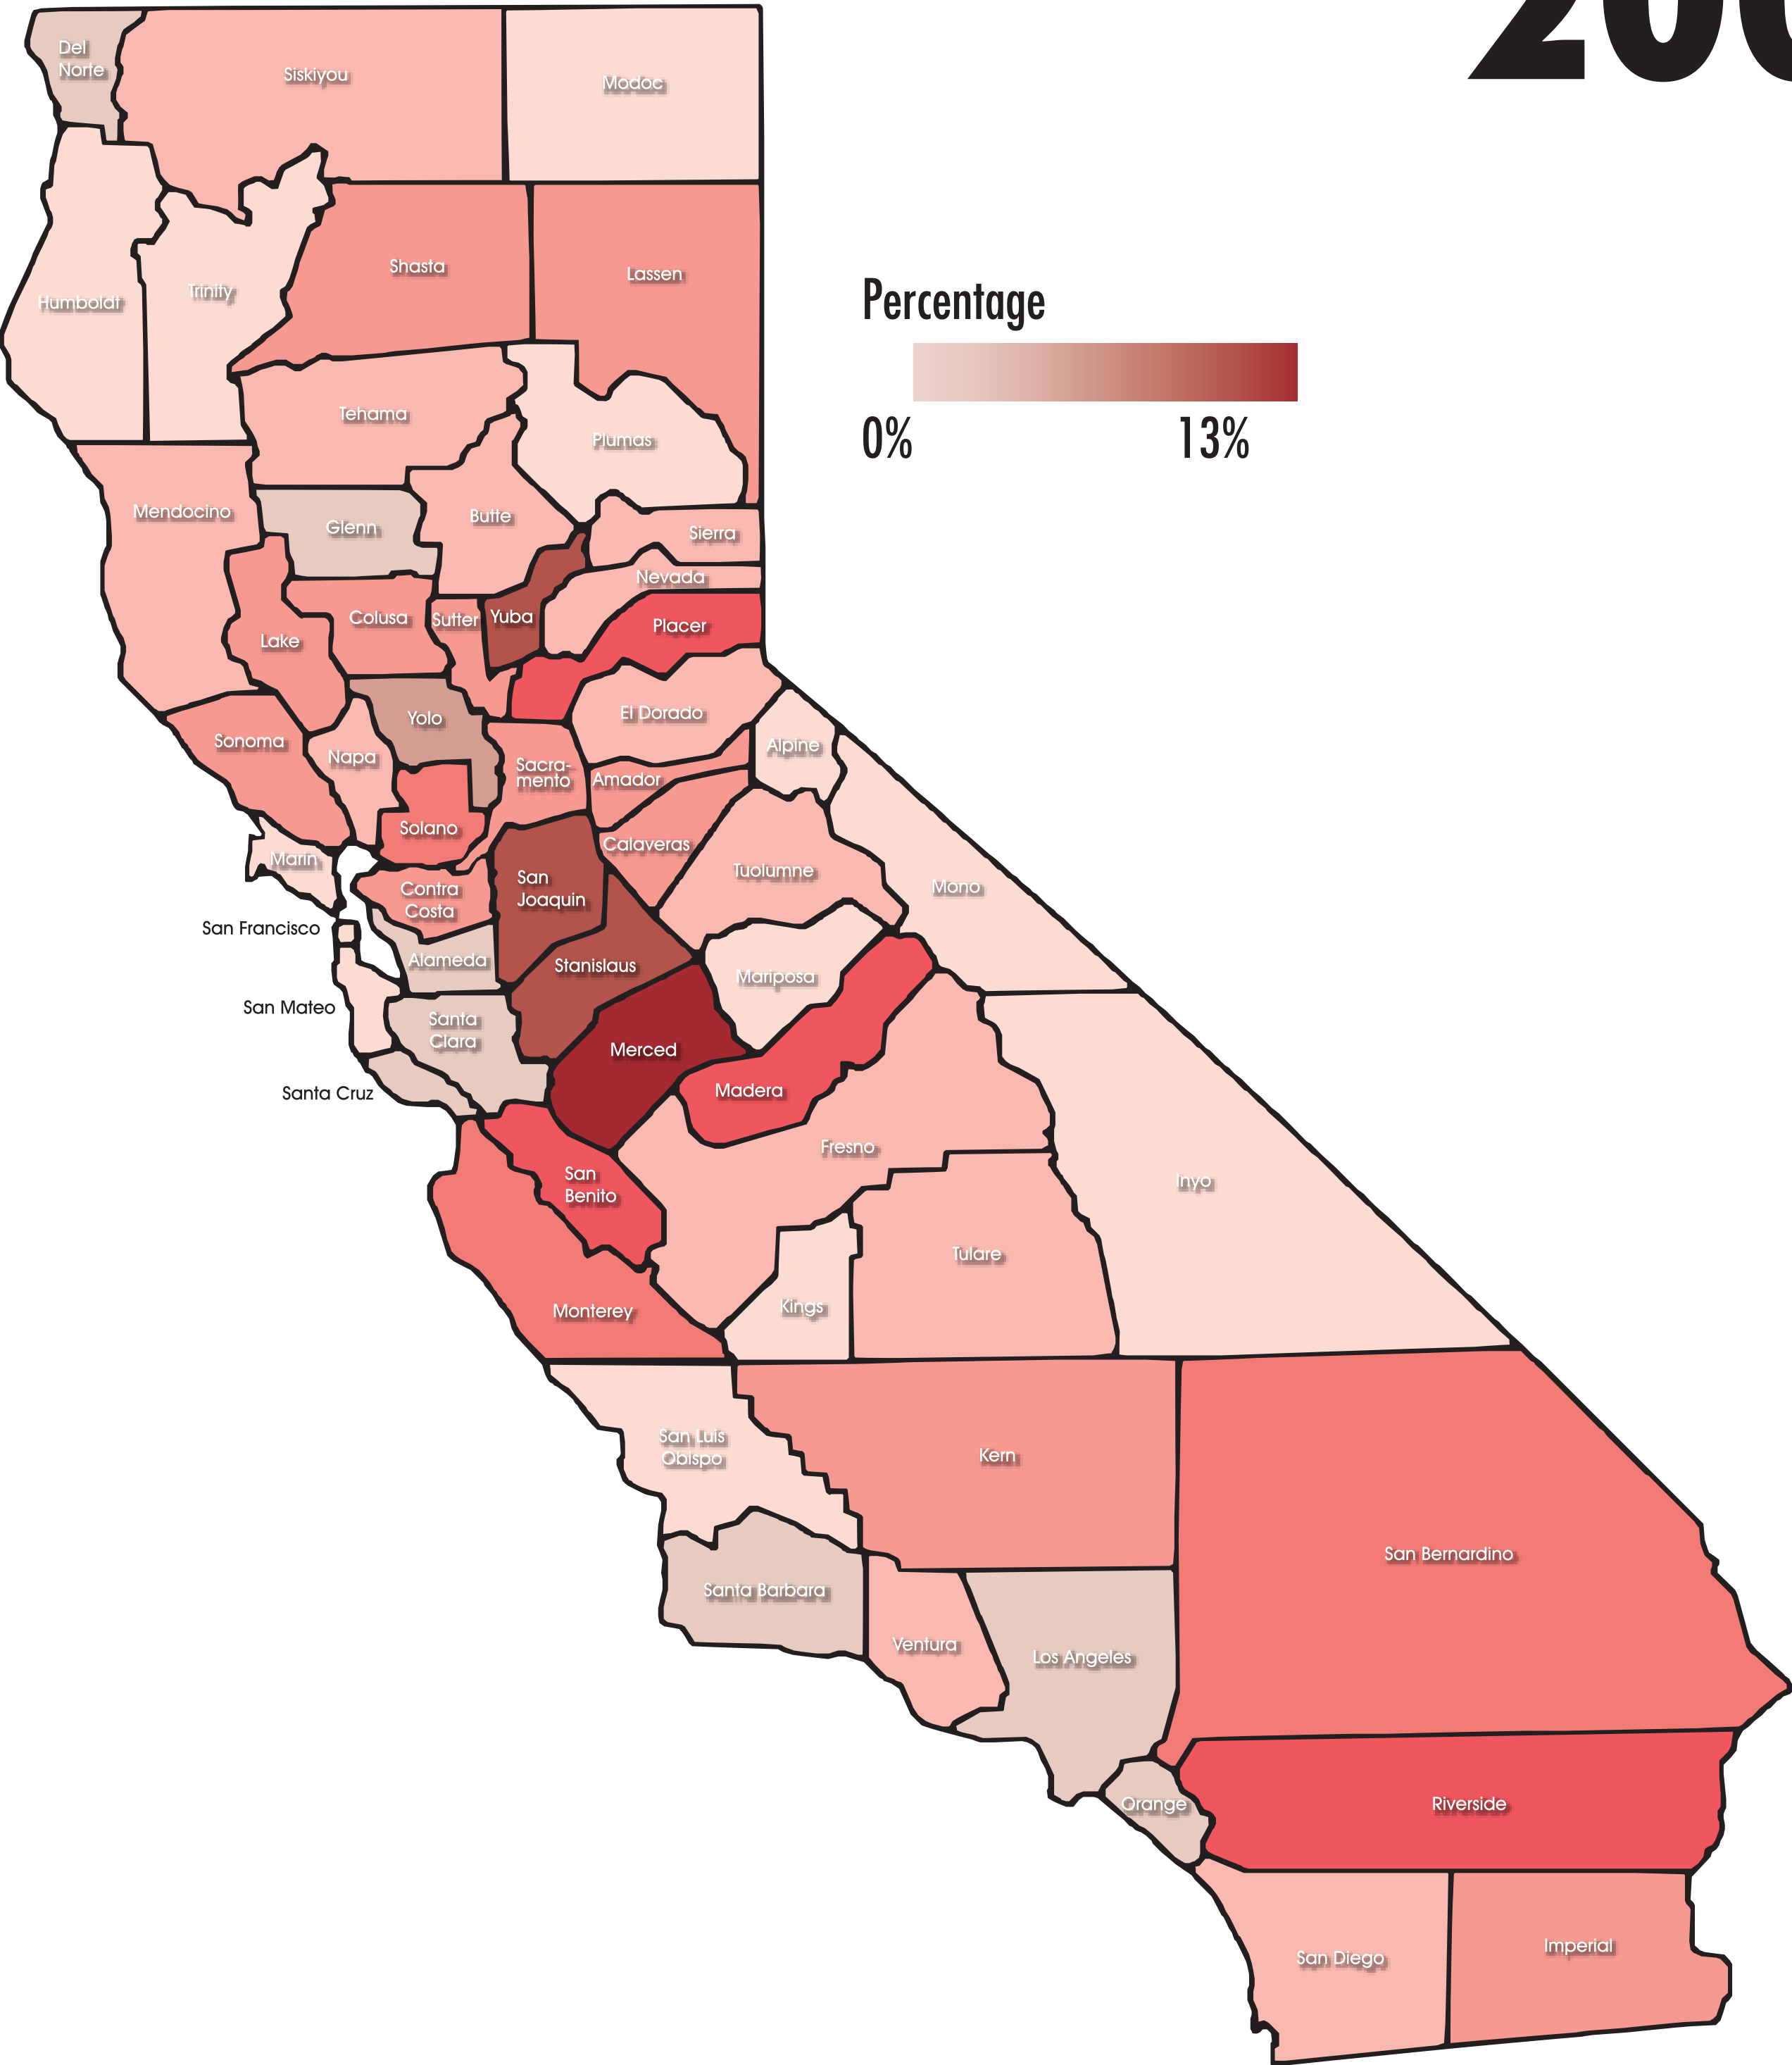 200
Del
Norte
Siskiyou
Modoc
Shasta
Lassen
Humboldt
Trinity
Percentage
0%
13%
Tehama
Plumas
Mendocino
Glenn
Butte
Sierra
Nevada
Colusa
Sutter
Yuba
Placer
Lake
Yolo
El Dorado
Sonoma
Napa
Sacra-
mento
Alpine
Amador
Solano
Calaveras
Marin
Tuolumne
Contra
Costa
San
Joaquin
Mono
San Francisco
Alameda
Stanislaus
Mariposa
San Mateo
Santa
Clara
Merced
Santa Cruz
Madera
Fresno
San
Benito
Inyo
Tulare
Monterey
Kings
San Luis
Obispo
Kern
San Bernardino
Santa Barbara
Ventura
Los Angeles
Orange
Riverside
San Diego
Imperial